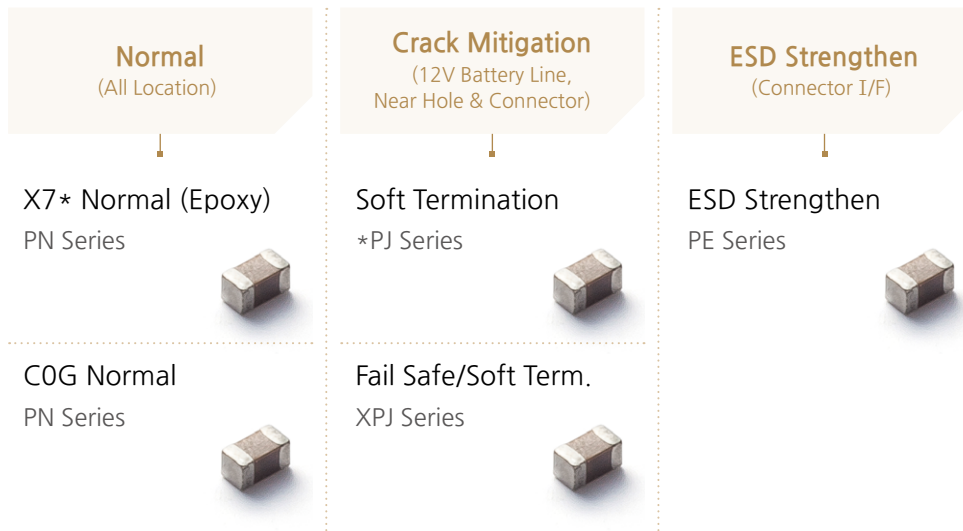 Normal
(All Location)
X7* Normal (Epoxy)
PN Series
C0G Normal
PN Series
Crack Mitigation
(12V Battery Line,
Near Hole & Connector)
Soft Termination
*PJ Series
Fail Safe/Soft Term.
XPJ Series
ESD Strengthen
(Connector I/F)
ESD Strengthen
PE Series